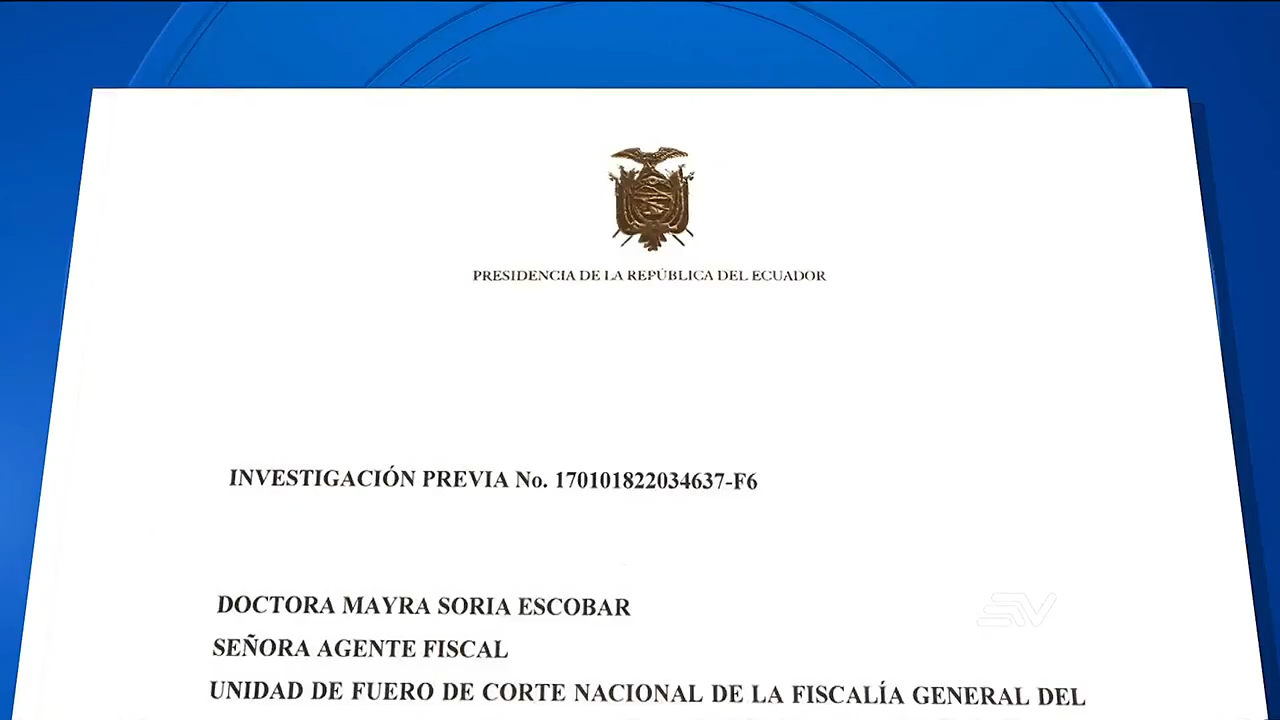 PRESIDENCIA DE LA REPÚBLICA DEL ECUADOR
INVESTIGACIÓN PREVIA No. 170101822034637-F6
DOCTORA MAYRA SORIA ESCOBAR
SEÑORA AGENTE FISCAL
UNIDAD DE FUERO DE CORTE NACIONAL DE LA FISCALÍA GENERAL DEL